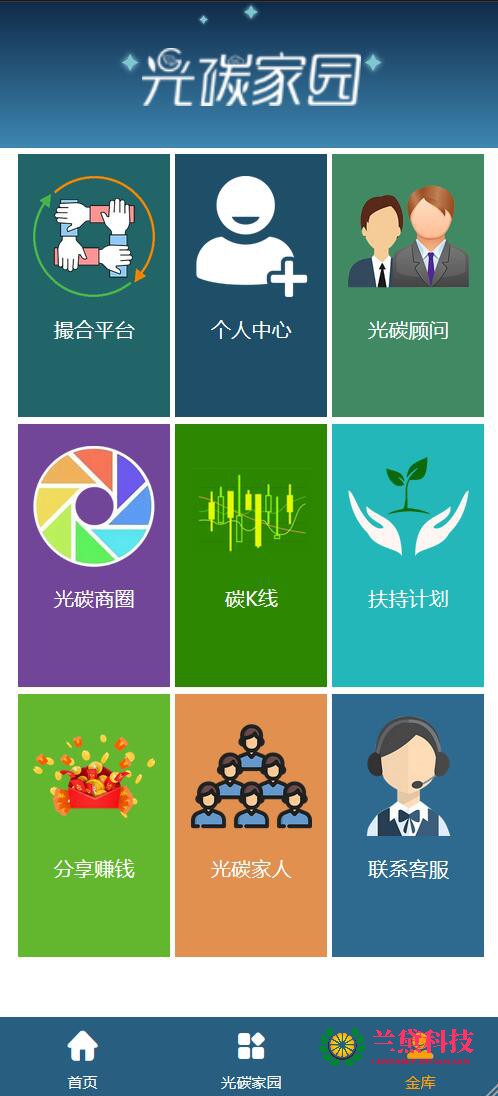 光碳家园
撮合平台
个人中心
光碳顾问
光碳商圈
碳K线
扶持计划
分享赚钱
光碳家人
联系客服
兰黛科技
首页
光碳家园
金库